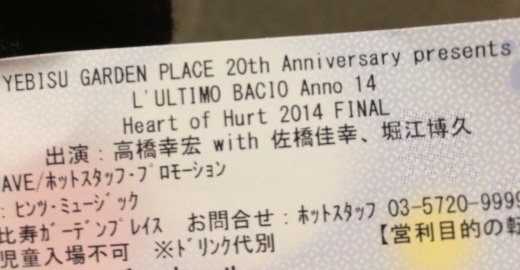 YEBISU GARDEN PLACE 20th Anniversary presents
L'ULTIMO BACIO Anno 14
Heart of Hurt 2014 FINAL
出演：高橋幸宏 with 佐橋佳幸、堀江博久
AVE/ﾎｯﾄｽﾀｯﾌ･ﾌﾟﾛﾓｰｼｮﾝ
：ﾋﾝﾂ･ﾐｭｰｼﾞｯｸ
比寿ｶﾞｰﾃﾞﾝﾌﾟﾚｲｽ お問合せ：ﾎｯﾄｽﾀｯﾌ 03-5720-9999
児童入場不可 ※ﾄﾞﾘﾝｸ代別 【営利目的の転